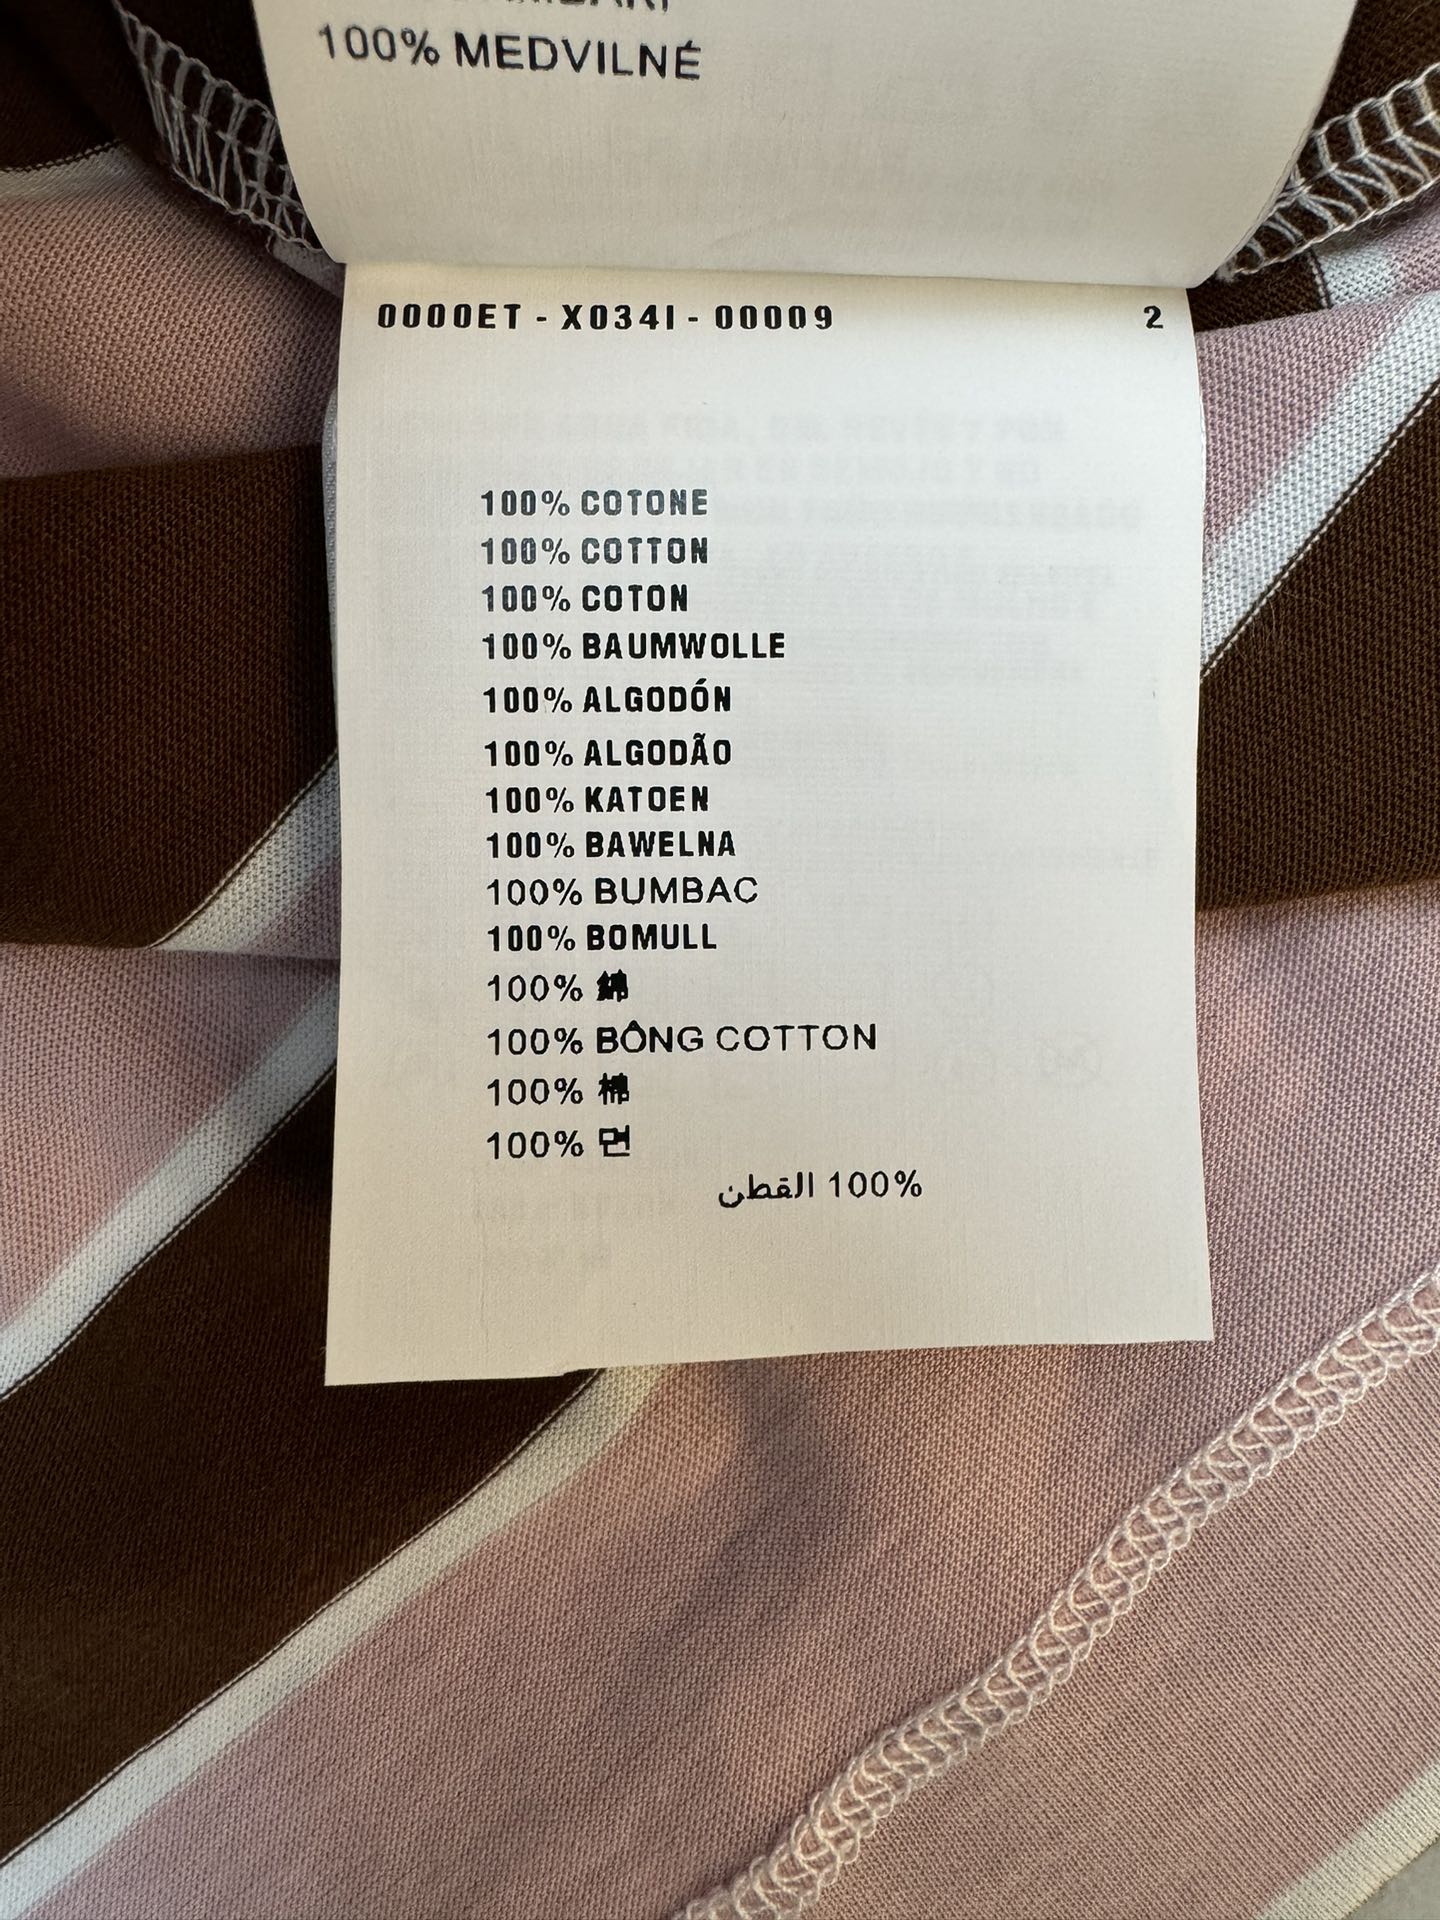 100% MEDVILNÉ
0000ET - X034I - 00009 2
100% COTONE
100% COTTON
100% COTON
100% BAUMWOLLE
100% ALGODÓN
100% ALGODÃO
100% KATOEN
100% BAWELNA
100% BUMBAC
100% BOMULL
100% 綿
100% BÔNG COTTON
100% 棉
100% 면
100% القطن